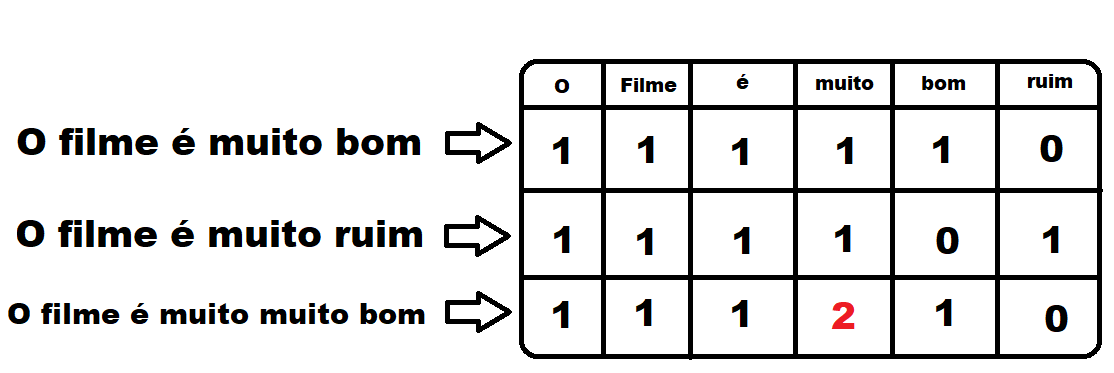 O Filme é muito bom ruim
O filme é muito bom 1 1 1 1 1 0
O filme é muito ruim 1 1 1 1 0 1
O filme é muito muito bom 1 1 1 2 1 0